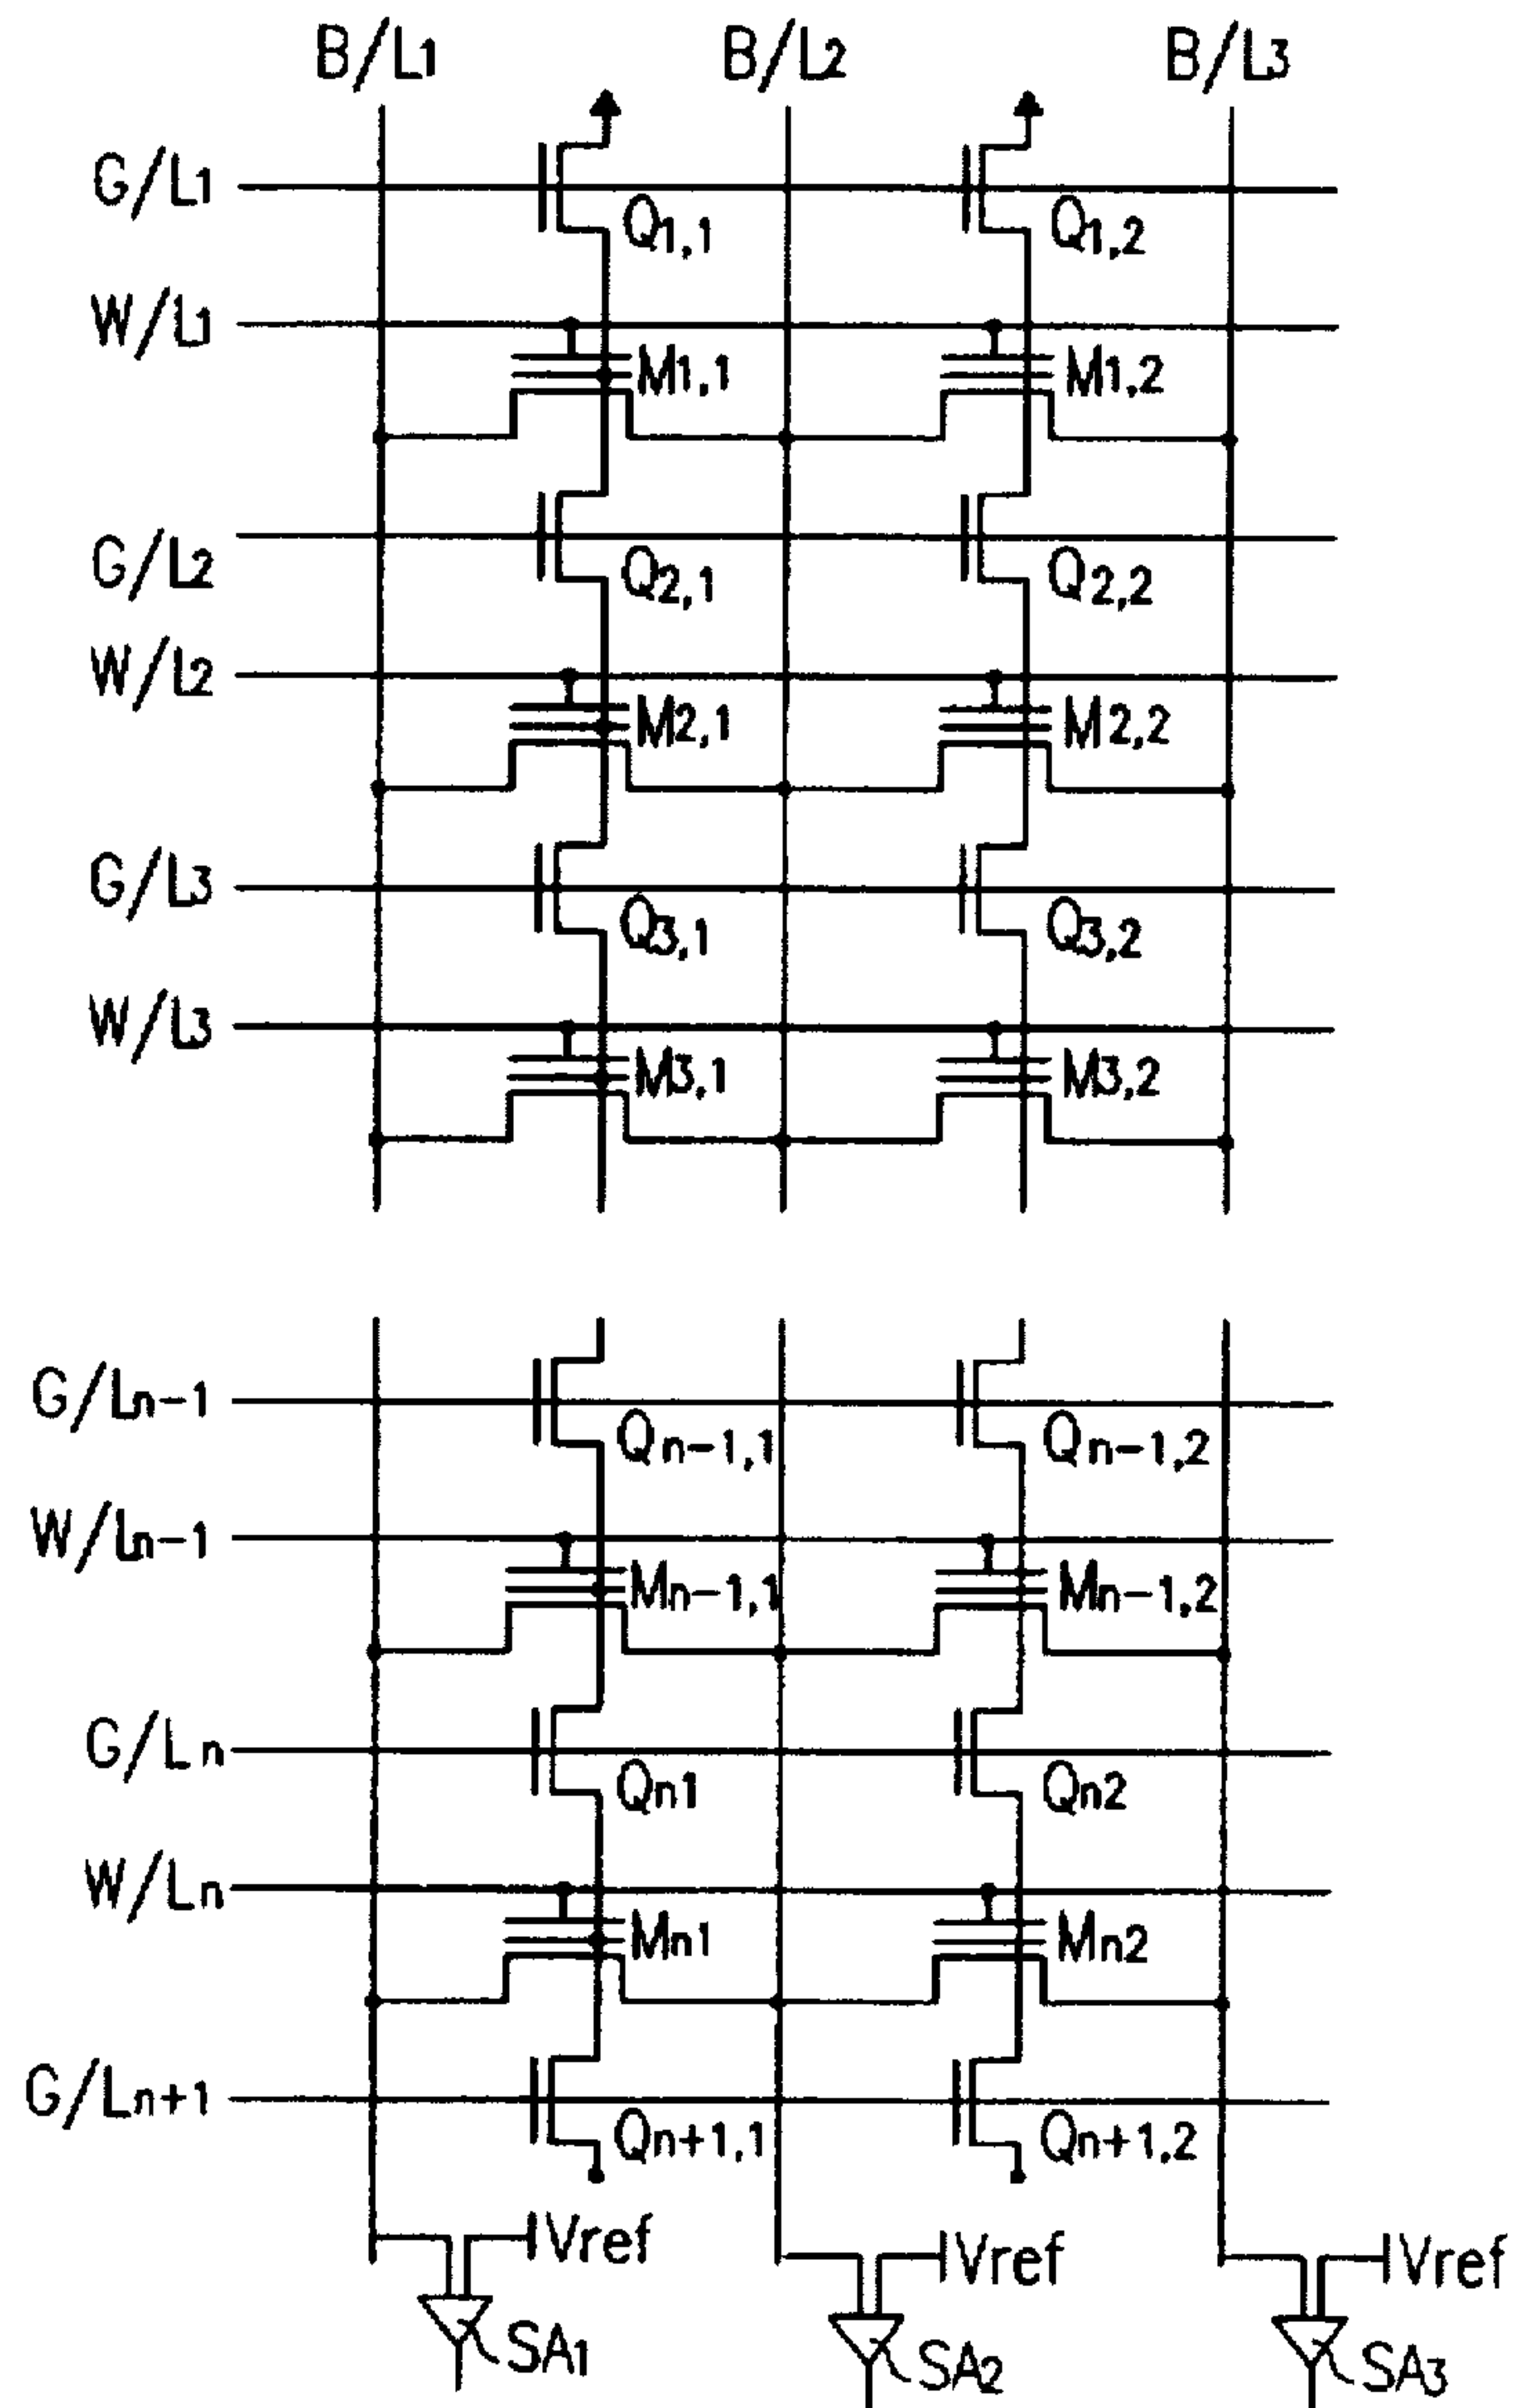 B/L1 B/L2 B/L3
G/L1
Q1,1 Q1,2
W/L1
M1,1 M1,2
G/L2
Q2,1 Q2,2
W/L2
M2,1 M2,2
G/L3
Q3,1 Q3,2
W/L3
M3,1 M3,2
G/Ln-1
Qn-1,1 Qn-1,2
W/Ln-1
Mn-1,1 Mn-1,2
G/Ln
Qn1 Qn2
W/Ln
Mn1 Mn2
G/Ln+1
Qn+1,1 Qn+1,2
Vref Vref Vref
SA1 SA2 SA3